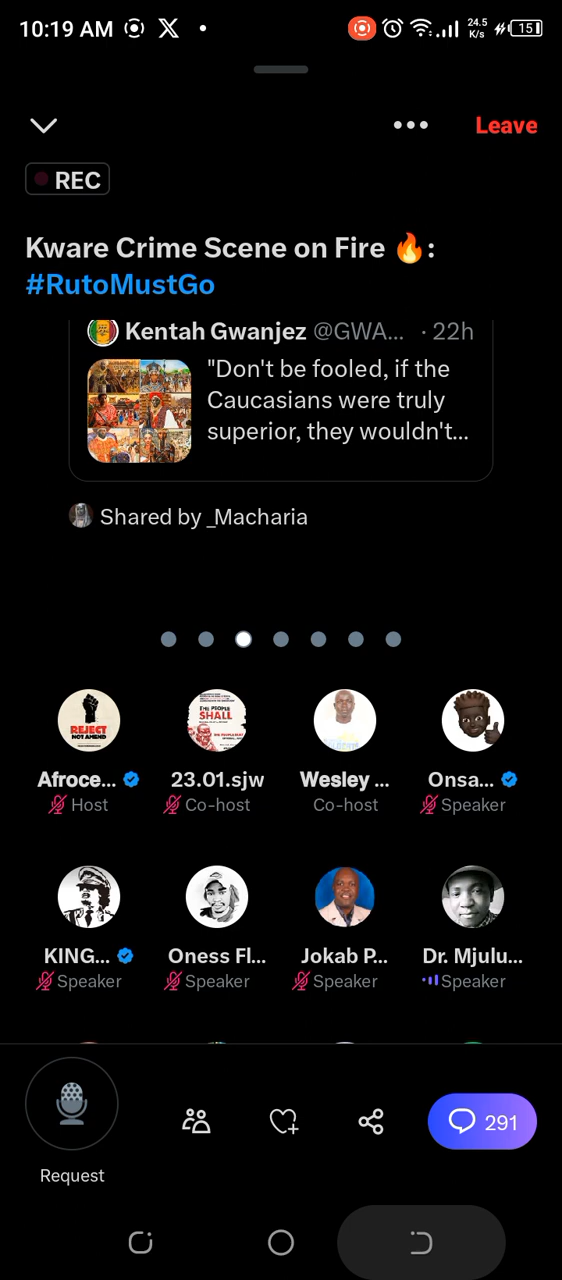 10:19 AM
24.5
K/s
15
Leave
REC
Kware Crime Scene on Fire 🔥:
#RutoMustGo
Kentah Gwanjez @GWA... · 22h
"Don't be fooled, if the
Caucasians were truly
superior, they wouldn't...
Shared by _Macharia
REJECT
NOT AMEND
THE PEOPLE
SHALL
Afroce...
23.01.sjw
Wesley ...
Onsa...
Host
Co-host
Co-host
Speaker
KING...
Oness Fl...
Jokab P...
Dr. Mjulu...
Speaker
Speaker
Speaker
Speaker
291
Request